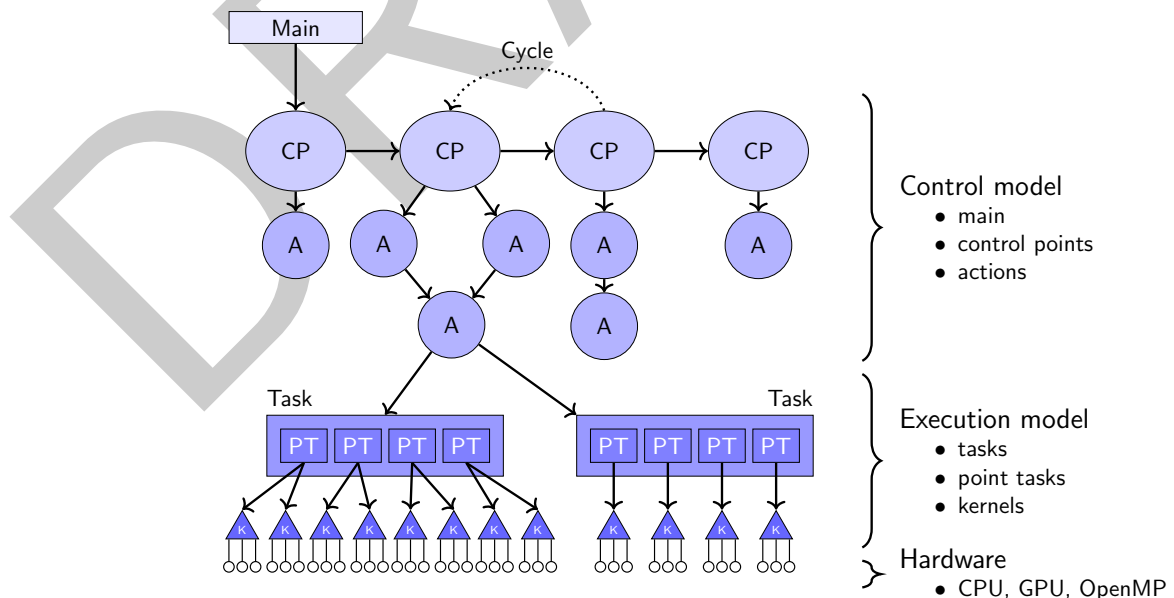 Main
Cycle
CP CP CP CP
A A A A A
A A
Control model
• main
• control points
• actions
Task Task
PT PT PT PT PT PT PT PT
K K K K K K K K K K K K
Execution model
• tasks
• point tasks
• kernels
Hardware
• CPU, GPU, OpenMP